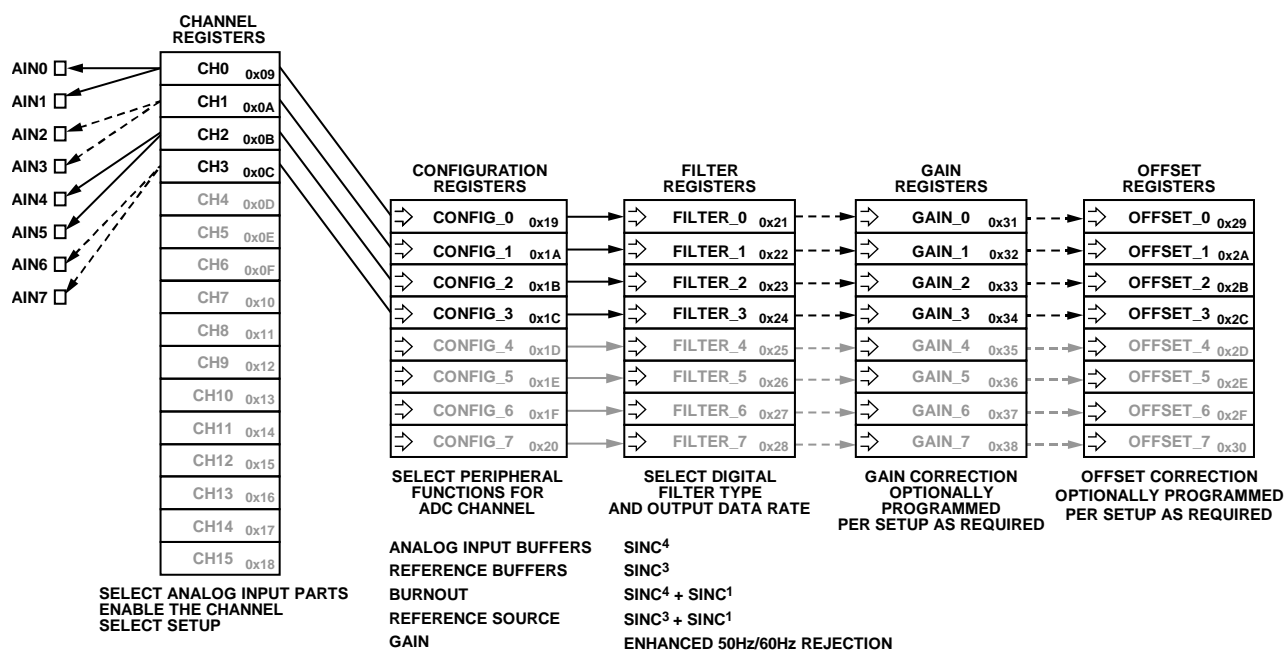 CHANNEL
REGISTERS
AIN0
AIN1
AIN2
AIN3
AIN4
AIN5
AIN6
AIN7
CH0 0x09
CH1 0x0A
CH2 0x0B
CH3 0x0C
CH4 0x0D
CH5 0x0E
CH6 0x0F
CH7 0x10
CH8 0x11
CH9 0x12
CH10 0x13
CH11 0x14
CH12 0x15
CH13 0x16
CH14 0x17
CH15 0x18
SELECT ANALOG INPUT PARTS
ENABLE THE CHANNEL
SELECT SETUP
CONFIGURATION
REGISTERS
CONFIG_0 0x19
CONFIG_1 0x1A
CONFIG_2 0x1B
CONFIG_3 0x1C
CONFIG_4 0x1D
CONFIG_5 0x1E
CONFIG_6 0x1F
CONFIG_7 0x20
SELECT PERIPHERAL
FUNCTIONS FOR
ADC CHANNEL
ANALOG INPUT BUFFERS
REFERENCE BUFFERS
BURNOUT
REFERENCE SOURCE
GAIN
FILTER
REGISTERS
FILTER_0 0x21
FILTER_1 0x22
FILTER_2 0x23
FILTER_3 0x24
FILTER_4 0x25
FILTER_5 0x26
FILTER_6 0x27
FILTER_7 0x28
SELECT DIGITAL
FILTER TYPE
AND OUTPUT DATA RATE
SINC4
SINC3
SINC4 + SINC1
SINC3 + SINC1
ENHANCED 50Hz/60Hz REJECTION
GAIN
REGISTERS
GAIN_0 0x31
GAIN_1 0x32
GAIN_2 0x33
GAIN_3 0x34
GAIN_4 0x35
GAIN_5 0x36
GAIN_6 0x37
GAIN_7 0x38
GAIN CORRECTION
OPTIONALLY
PROGRAMMED
PER SETUP AS REQUIRED
OFFSET
REGISTERS
OFFSET_0 0x29
OFFSET_1 0x2A
OFFSET_2 0x2B
OFFSET_3 0x2C
OFFSET_4 0x2D
OFFSET_5 0x2E
OFFSET_6 0x2F
OFFSET_7 0x30
OFFSET CORRECTION
OPTIONALLY PROGRAMMED
PER SETUP AS REQUIRED